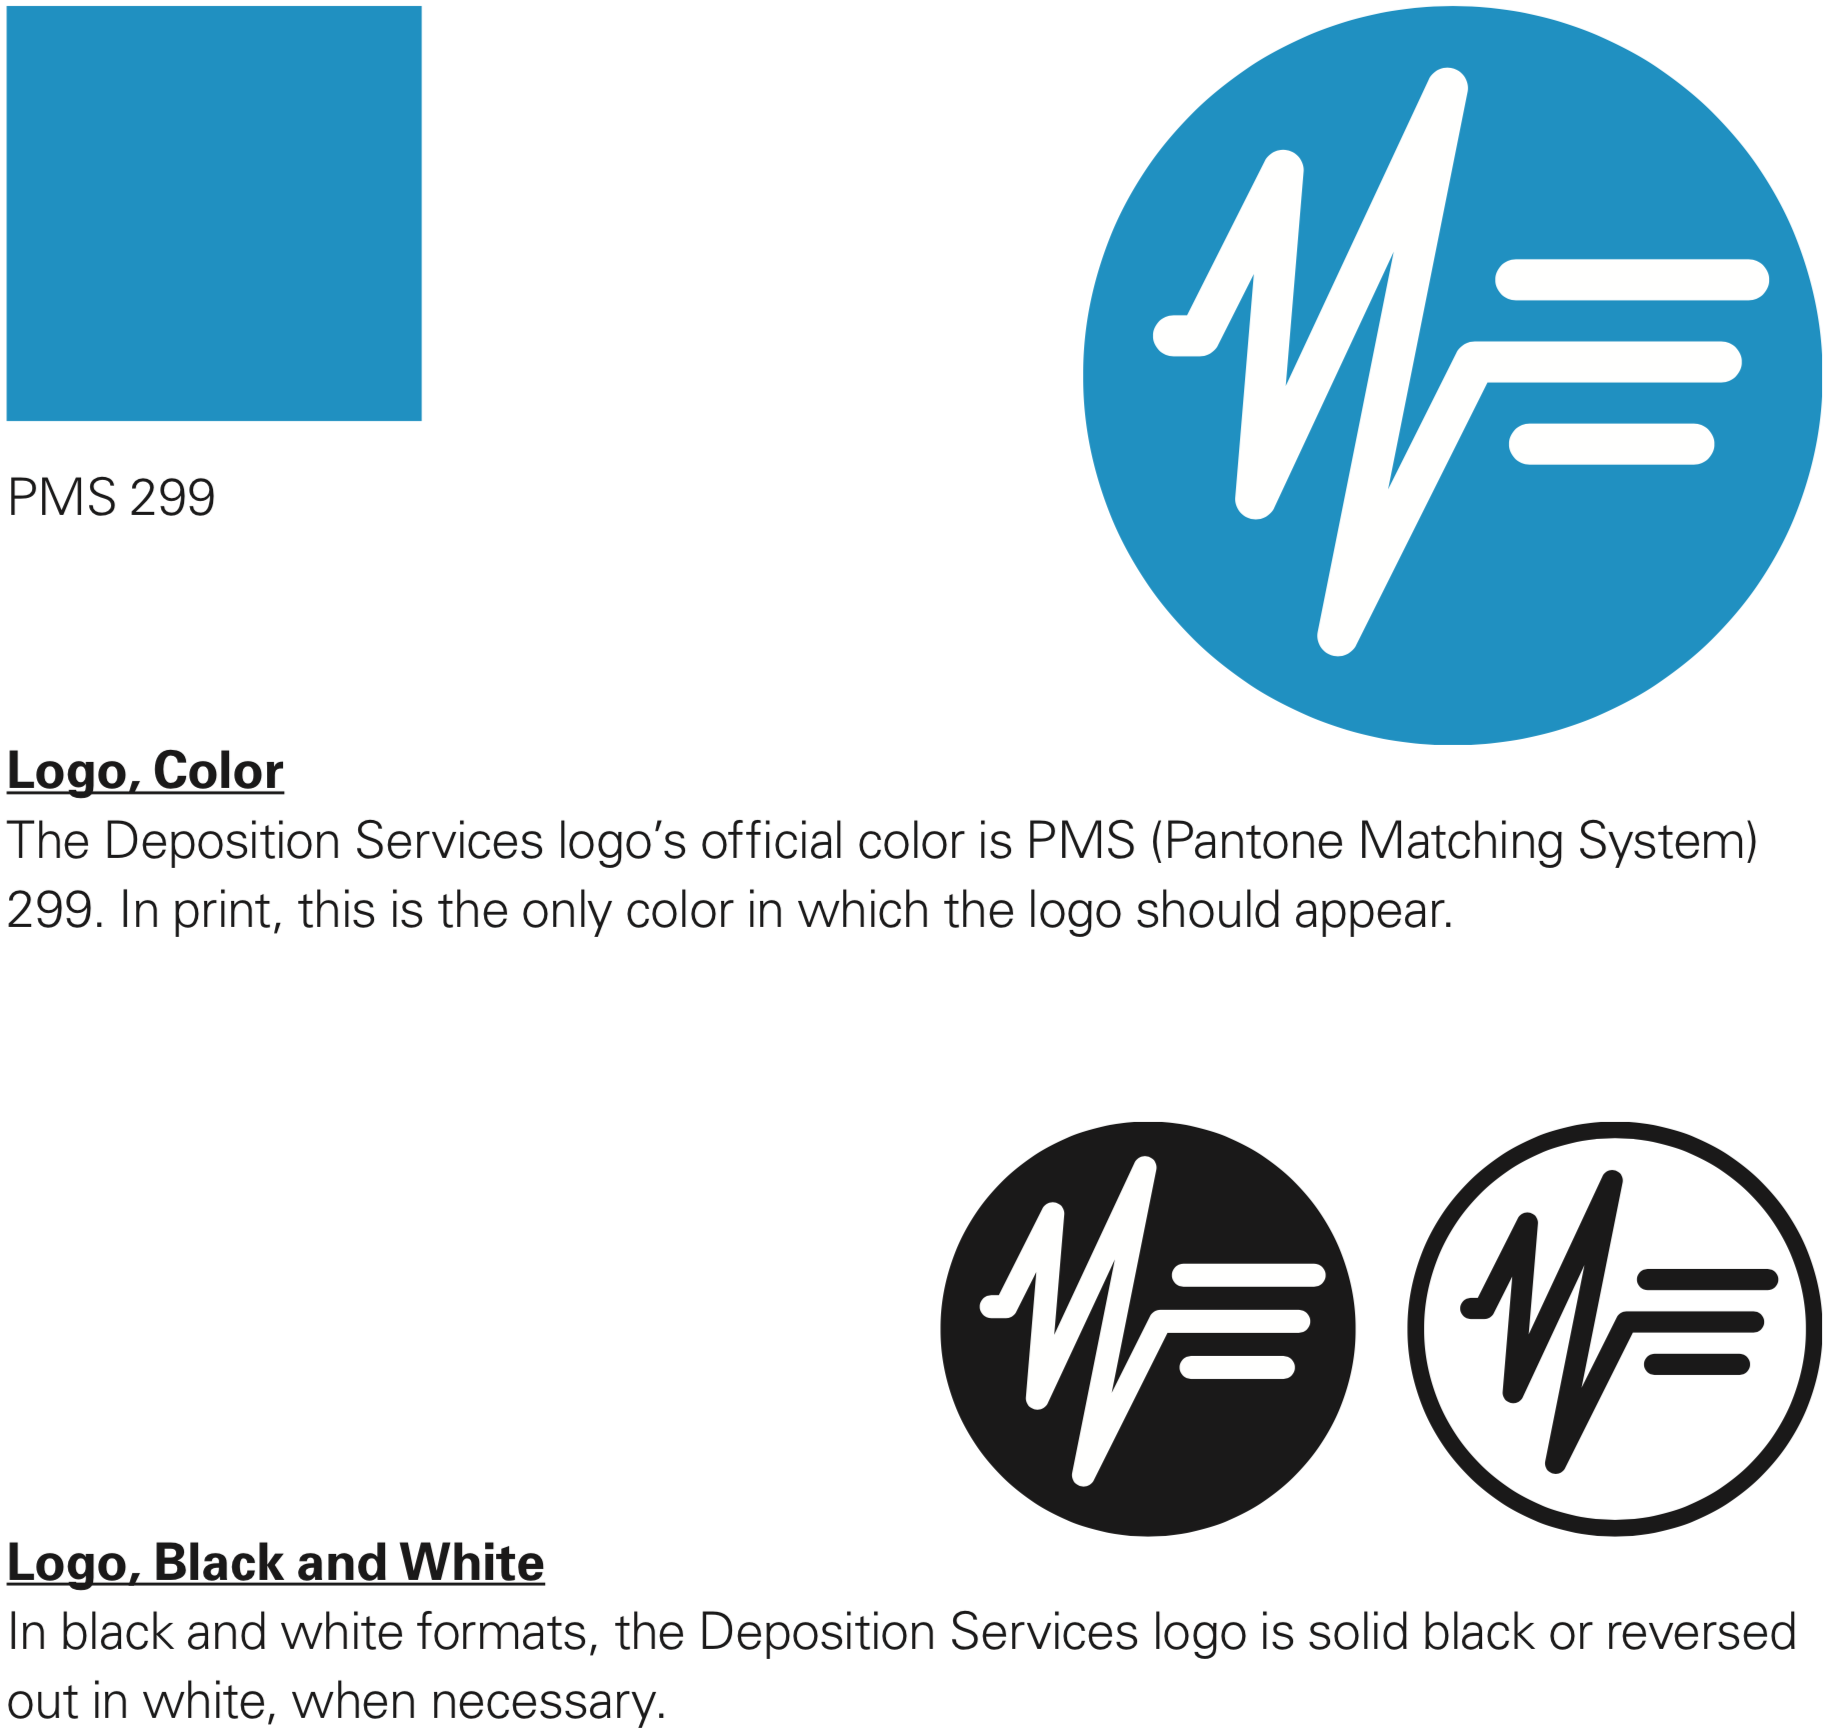 PMS 299
Logo, Color
The Deposition Services logo’s official color is PMS (Pantone Matching System)
299. In print, this is the only color in which the logo should appear.
Logo, Black and White
In black and white formats, the Deposition Services logo is solid black or reversed
out in white, when necessary.